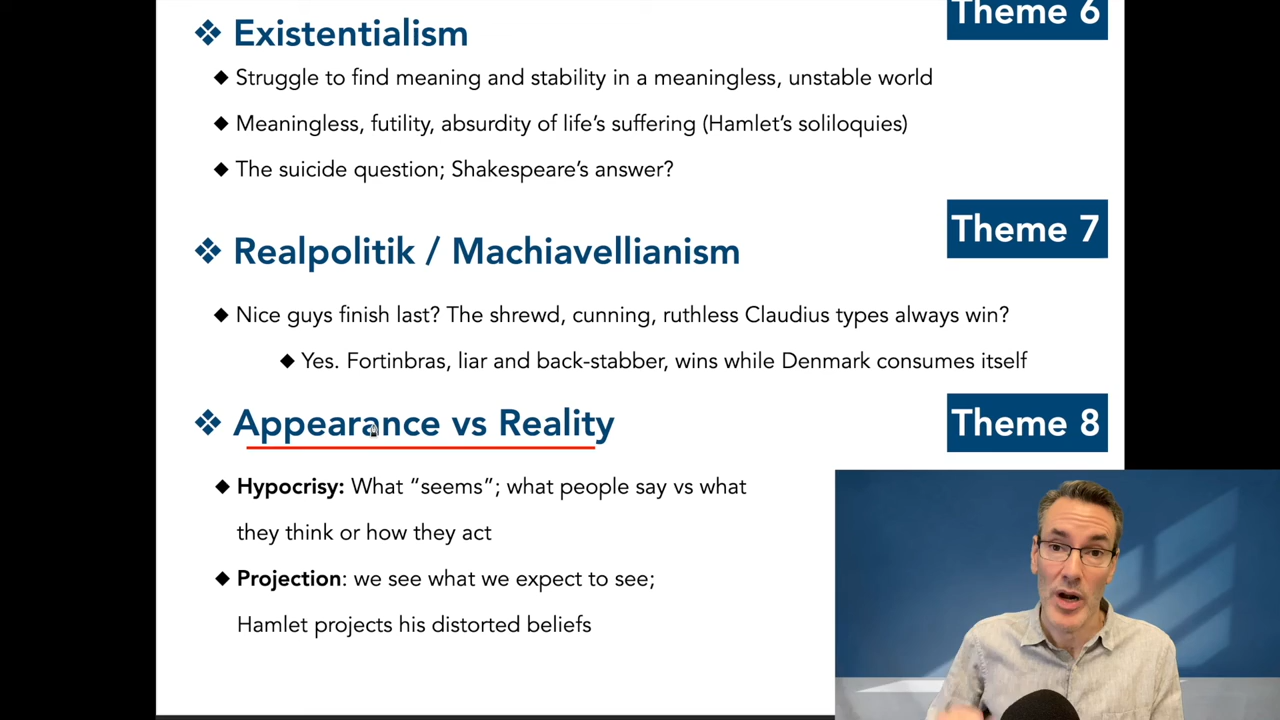 Theme 6
❖ Existentialism
◆ Struggle to find meaning and stability in a meaningless, unstable world
◆ Meaningless, futility, absurdity of life’s suffering (Hamlet’s soliloquies)
◆ The suicide question; Shakespeare’s answer?
Theme 7
❖ Realpolitik / Machiavellianism
◆ Nice guys finish last? The shrewd, cunning, ruthless Claudius types always win?
◆ Yes. Fortinbras, liar and back-stabber, wins while Denmark consumes itself
❖ Appearance vs Reality
Theme 8
◆ Hypocrisy: What “seems”; what people say vs what
they think or how they act
◆ Projection: we see what we expect to see;
Hamlet projects his distorted beliefs